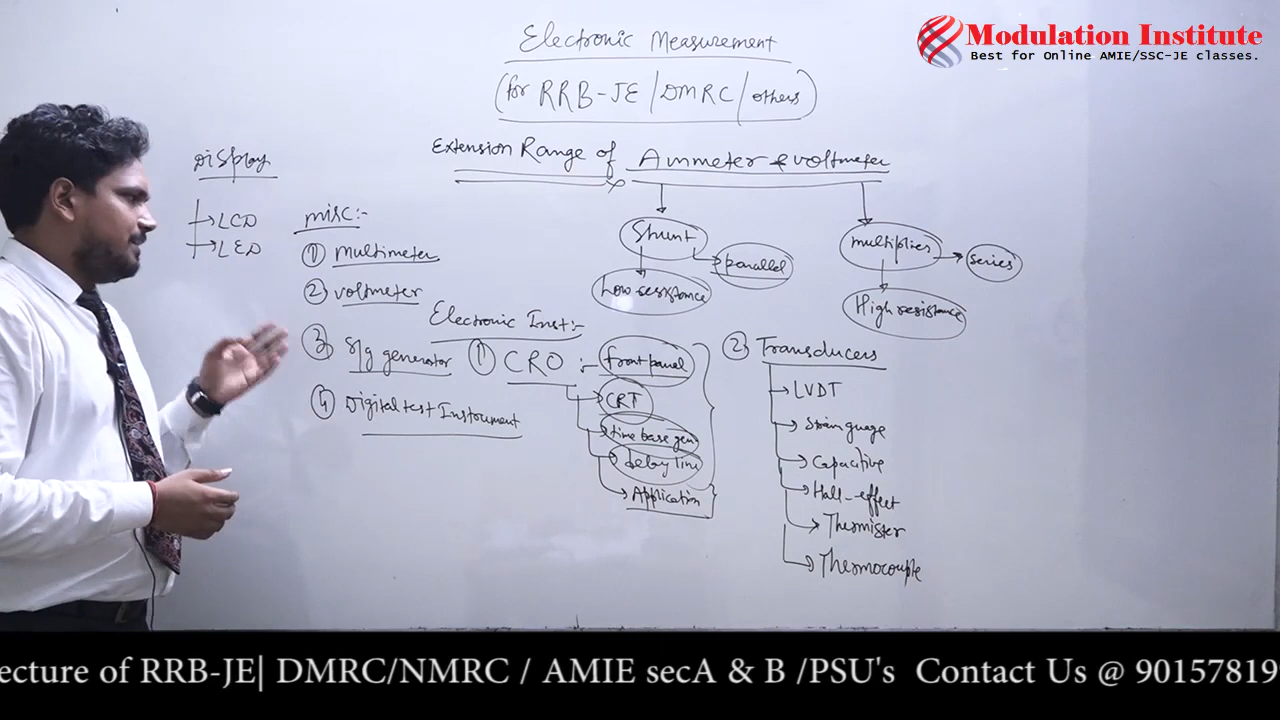 Modulation Institute
Best for Online AMIE/SSC-JE classes.
Electronic Measurement
(for RRB-JE / DMRC / others)
Extension Range of Ammeter & voltmeter
Shunt
parallel
Low resistance
multiplies
series
High resistance
Display
LCD
LED
misc:-
① Multimeter
② voltmeter
③ S/g generator
④ Digital test Instrument
Electronic Inst:-
① CRO :- front panel
CRT
time base gen.
delay line
Application
② Transducers
LVDT
Strain guage
Capacitive
Hall-effect
Thermister
Thermocouple
ecture of RRB-JE| DMRC/NMRC / AMIE secA & B /PSU's Contact Us @ 90157819